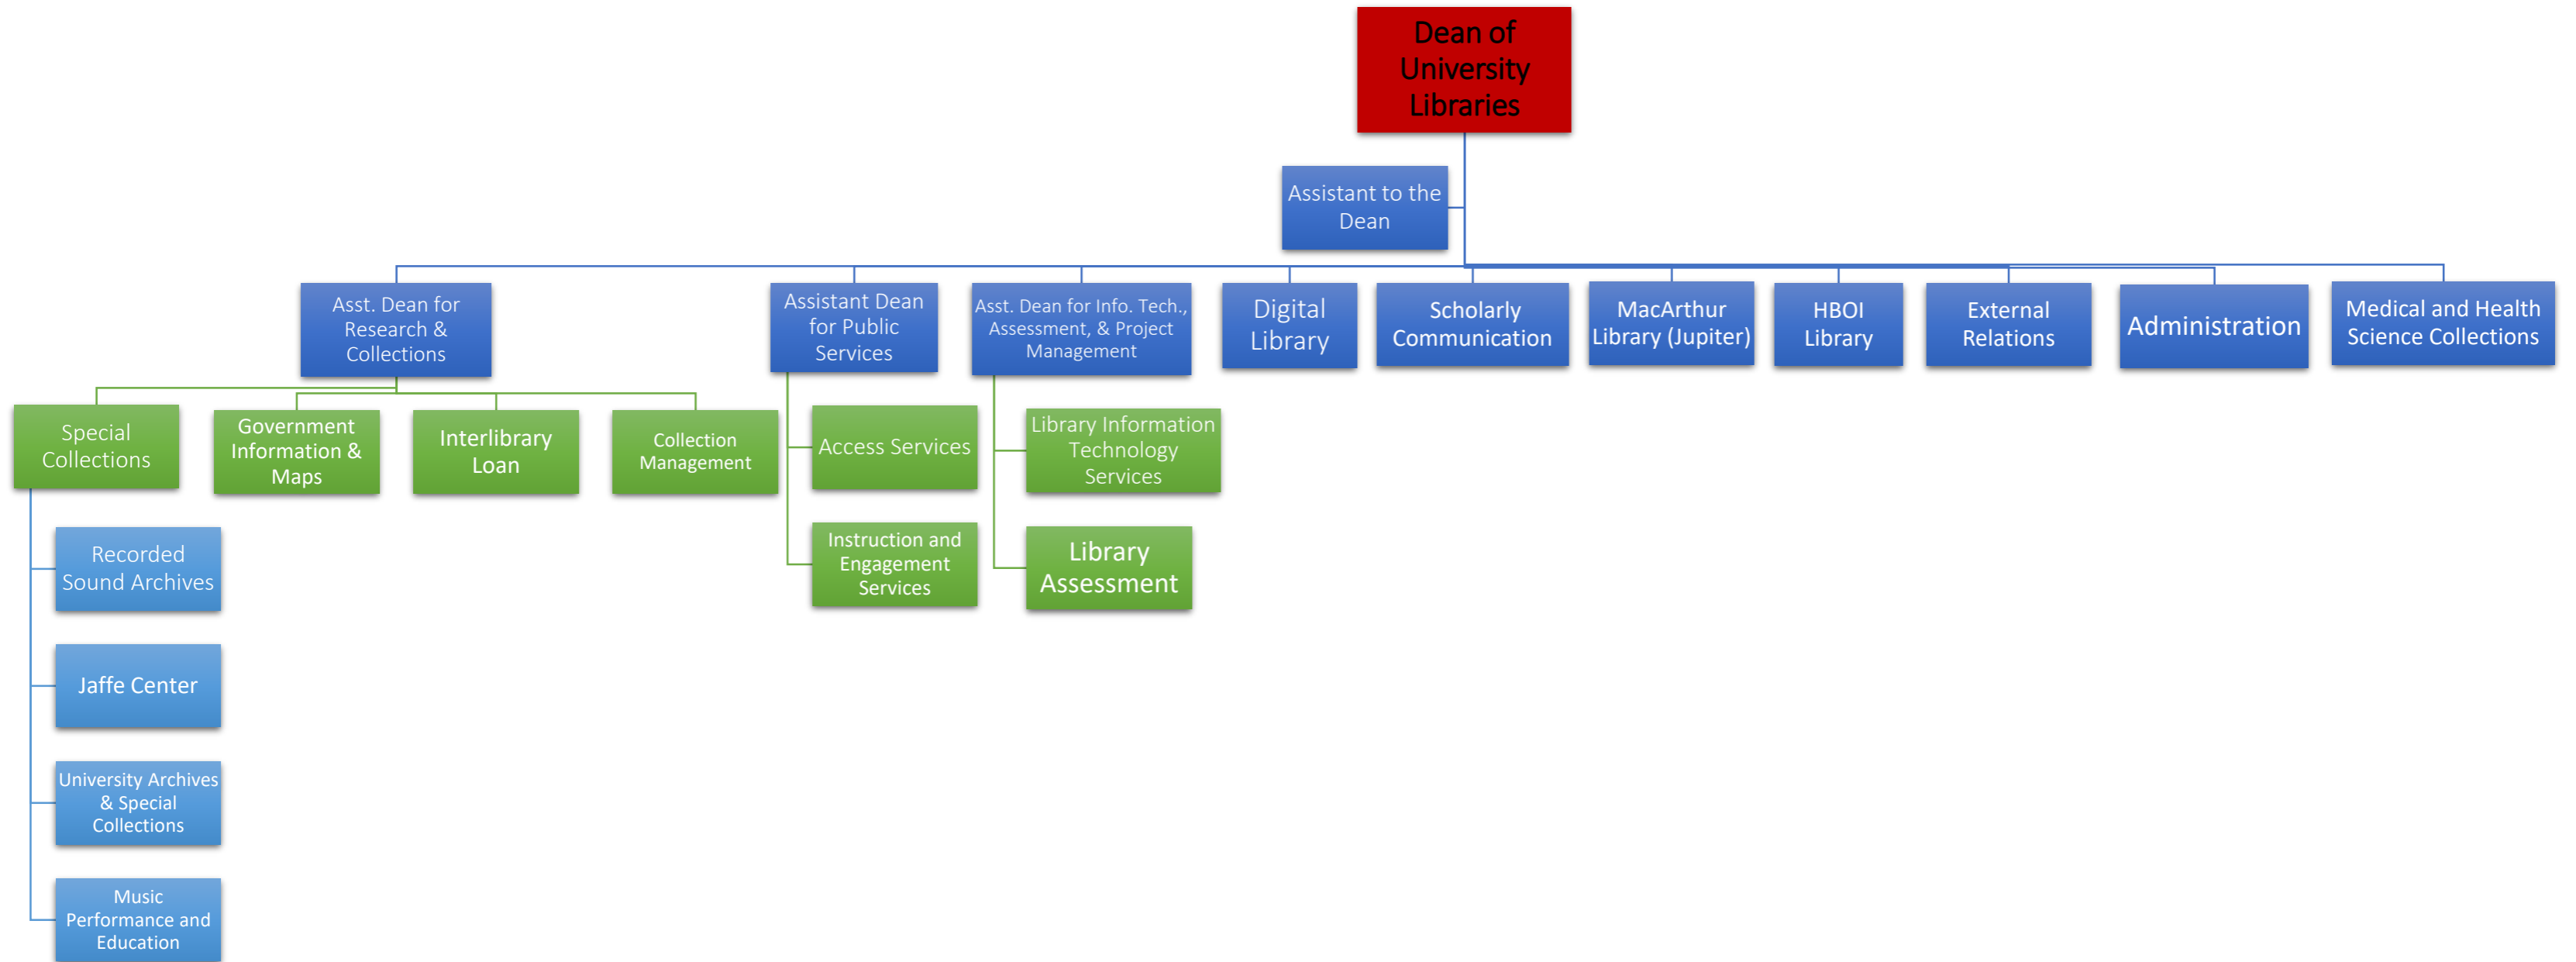 Dean of
University
Libraries
Assistant to the
Dean
Asst. Dean for
Research &
Collections
Assistant Dean
for Public
Services
Asst. Dean for Info. Tech.,
Assessment, & Project
Management
Digital
Library
Scholarly
Communication
MacArthur
Library (Jupiter)
HBOI
Library
External
Relations
Administration
Medical and Health
Science Collections
Special
Collections
Government
Information &
Maps
Interlibrary
Loan
Collection
Management
Access Services
Library Information
Technology
Services
Recorded
Sound Archives
Instruction and
Engagement
Services
Library
Assessment
Jaffe Center
University Archives
& Special
Collections
Music
Performance and
Education